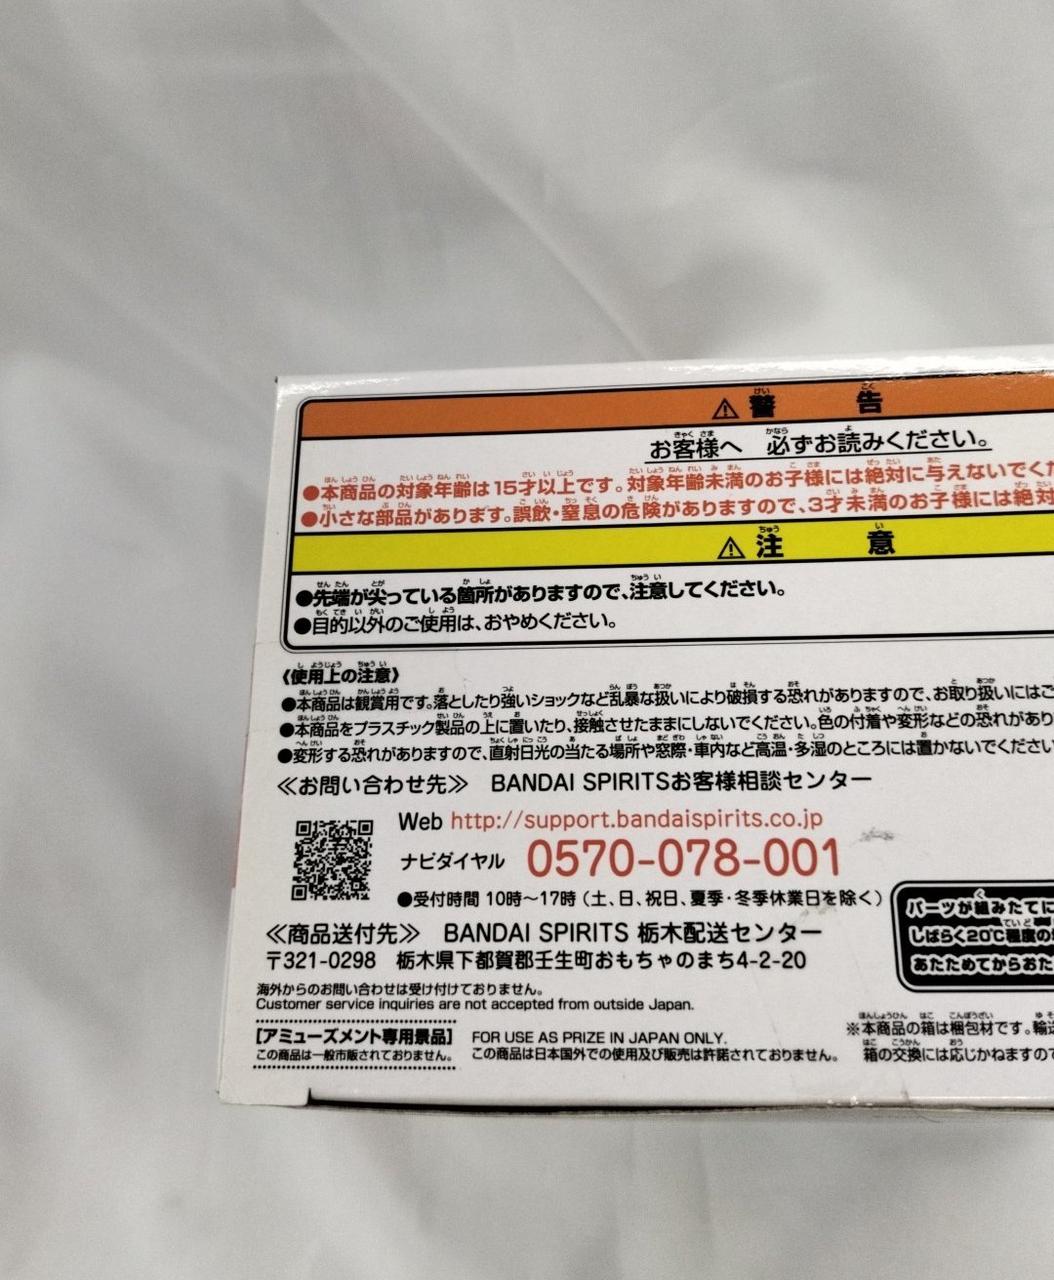 ⚠警告
お客様へ 必ずお読みください。
●本商品の対象年齢は15才以上です。対象年齢未満のお子様には絶対に与えないでくだ
●小さな部品があります。誤飲・窒息の危険がありますので、3才未満のお子様には絶対
⚠注意
●先端が尖っている箇所がありますので、注意してください。
●目的以外のご使用は、おやめください。
《使用上の注意》
●本商品は観賞用です。落としたり強いショックなど乱暴な扱いにより破損する恐れがありますので、お取り扱いにはご
●本商品をプラスチック製品の上に置いたり、接触させたままにしないでください。色の付着や変形などの恐れがあり
●変形する恐れがありますので、直射日光の当たる場所や窓際・車内など高温・多湿のところには置かないでください
≪お問い合わせ先≫ BANDAI SPIRITSお客様相談センター
Web http://support.bandaispirits.co.jp
ナビダイヤル 0570-078-001
●受付時間 10時〜17時(土、日、祝日、夏季・冬季休業日を除く)
≪商品送付先≫ BANDAI SPIRITS 栃木配送センター
〒321-0298 栃木県下都賀郡壬生町おもちゃのまち4-2-20
海外からのお問い合わせは受け付けておりません。
Customer service inquiries are not accepted from outside Japan.
[アミューズメント専用景品] FOR USE AS PRIZE IN JAPAN ONLY.
この商品は一般市販されておりません。 この商品は日本国外での使用及び販売は許諾されておりません。
パーツが組みたてに
しばらく20℃程度の
あたためてからおた
※本商品の箱は梱包材です。輸送
箱の交換には応じかねますので